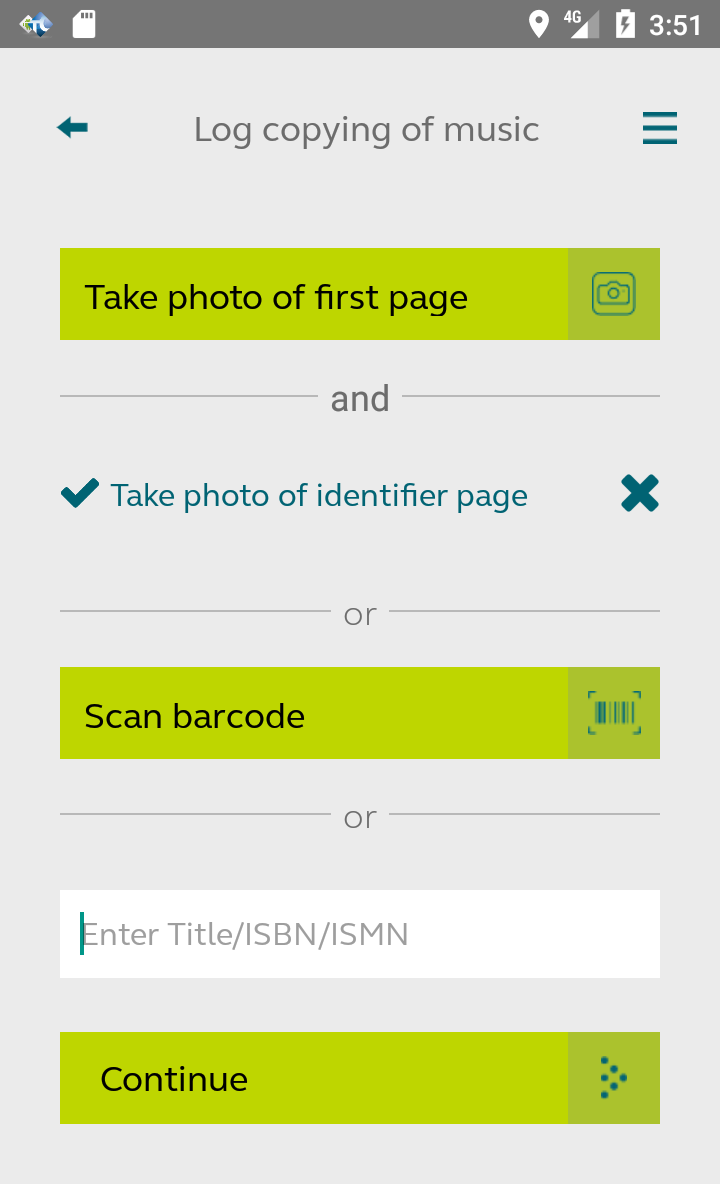 4G 3:51
Log copying of music
Take photo of first page
and
Take photo of identifier page
or
Scan barcode
or
Enter Title/ISBN/ISMN
Continue